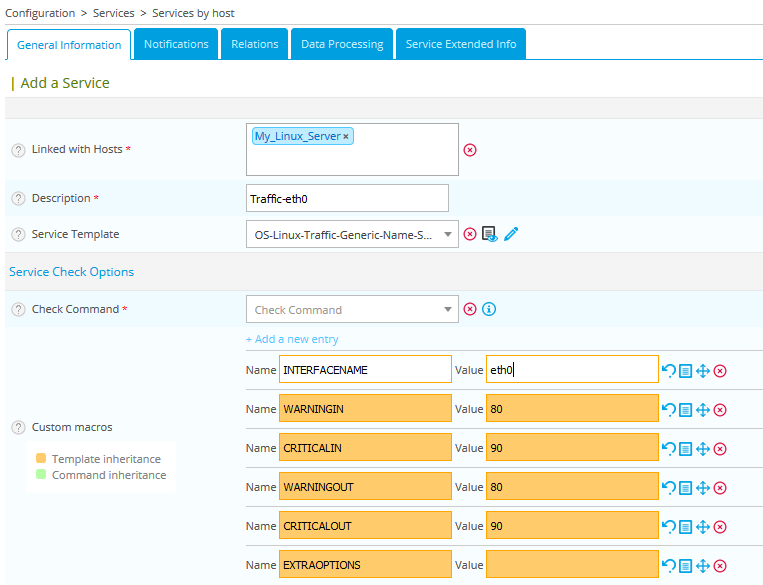 Configuration > Services > Services by host
General Information Notifications Relations Data Processing Service Extended Info
| Add a Service
? Linked with Hosts * My_Linux_Server ×
? Description * Traffic-eth0
? Service Template OS-Linux-Traffic-Generic-Name-S...
Service Check Options
? Check Command * Check Command
+ Add a new entry
Name INTERFACENAME Value eth0
Name WARNINGIN Value 80
? Custom macros
Template inheritance
Command inheritance
Name CRITICALIN Value 90
Name WARNINGOUT Value 80
Name CRITICALOUT Value 90
Name EXTRAOPTIONS Value